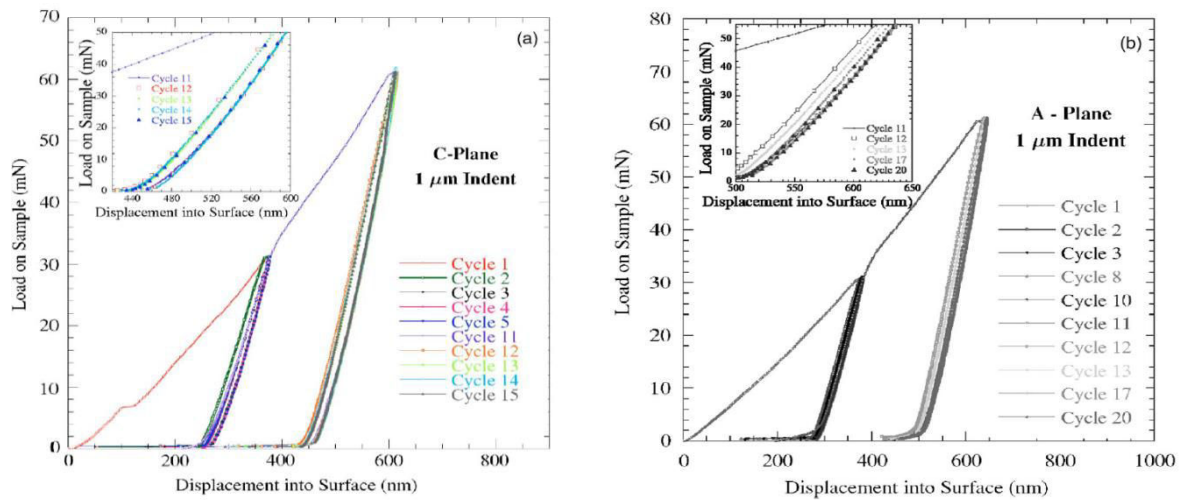 70
60
50
40
30
20
10
0
0
200
400
600
800
Load on Sample (mN)
Displacement into Surface (nm)
(a)
C-Plane
1 μm Indent
Cycle 1
Cycle 2
Cycle 3
Cycle 4
Cycle 5
Cycle 11
Cycle 12
Cycle 13
Cycle 14
Cycle 15
50
40
30
20
10
0
440
480
520
560
600
Load on Sample (mN)
Displacement into Surface (nm)
Cycle 11
Cycle 12
Cycle 13
Cycle 14
Cycle 15
80
70
60
50
40
30
20
10
0
0
200
400
600
800
1000
Load on Sample (mN)
Displacement into Surface (nm)
(b)
A - Plane
1 μm Indent
Cycle 1
Cycle 2
Cycle 3
Cycle 8
Cycle 10
Cycle 11
Cycle 12
Cycle 13
Cycle 17
Cycle 20
50
40
30
20
10
0
500
550
600
650
Load on Sample (mN)
Displacement into Surface (nm)
Cycle 11
Cycle 12
Cycle 13
Cycle 17
Cycle 20